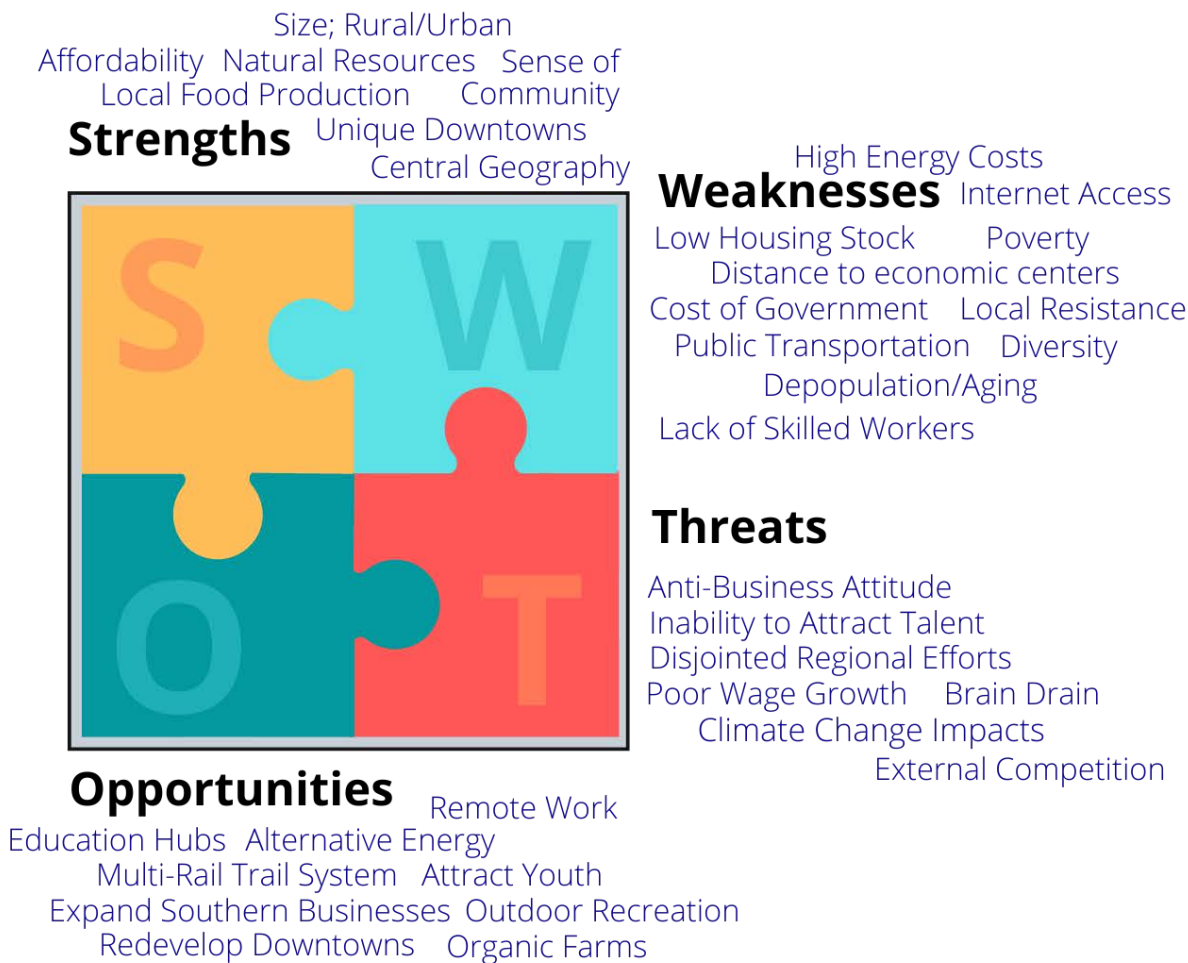 Size; Rural/Urban
Affordability Natural Resources Sense of
Local Food Production Community
Strengths Unique Downtowns
Central Geography
High Energy Costs
Weaknesses Internet Access
Low Housing Stock Poverty
Distance to economic centers
Cost of Government Local Resistance
Public Transportation Diversity
Depopulation/Aging
Lack of Skilled Workers
S W
O T
Threats
Anti-Business Attitude
Inability to Attract Talent
Disjointed Regional Efforts
Poor Wage Growth Brain Drain
Climate Change Impacts
External Competition
Opportunities Remote Work
Education Hubs Alternative Energy
Multi-Rail Trail System Attract Youth
Expand Southern Businesses Outdoor Recreation
Redevelop Downtowns Organic Farms